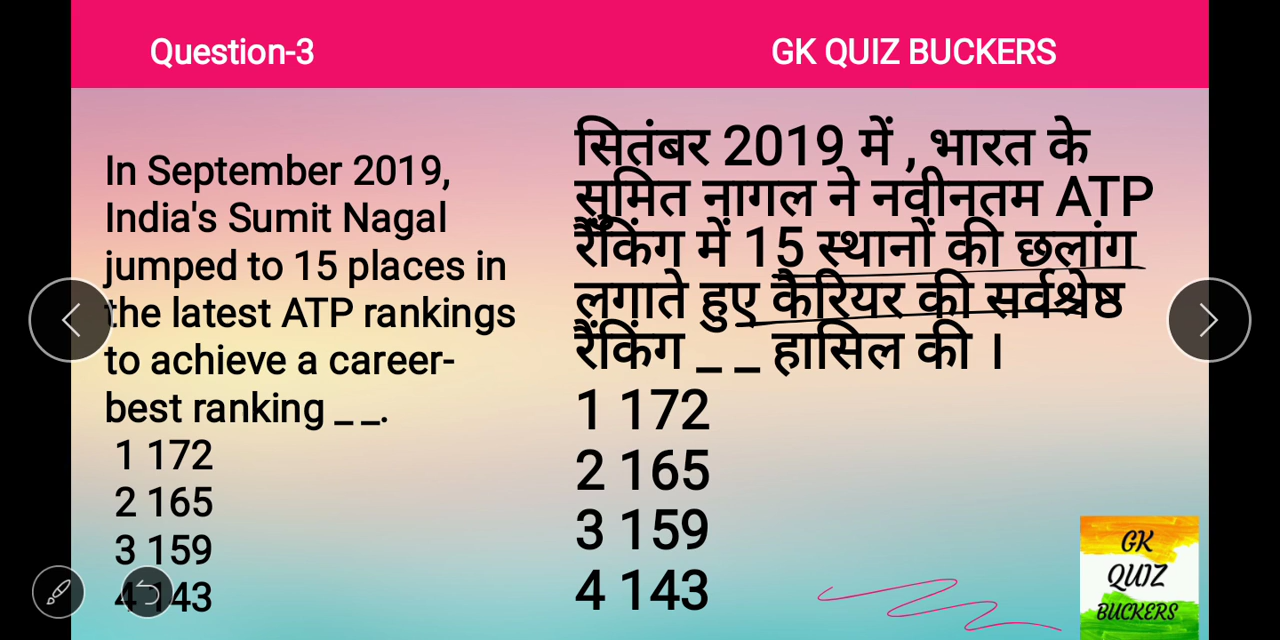 Question-3
GK QUIZ BUCKERS
In September 2019,
India's Sumit Nagal
jumped to 15 places in
the latest ATP rankings
to achieve a career-
best ranking _ _.
1 172
2 165
3 159
4 143
सितंबर 2019 में , भारत के
सुमित नागल ने नवीनतम ATP
रैंकिंग में 15 स्थानों की छलांग
लगाते हुए कैरियर की सर्वश्रेष्ठ
रैंकिंग _ _ हासिल की ।
1 172
2 165
3 159
4 143
GK
QUIZ
BUCKERS